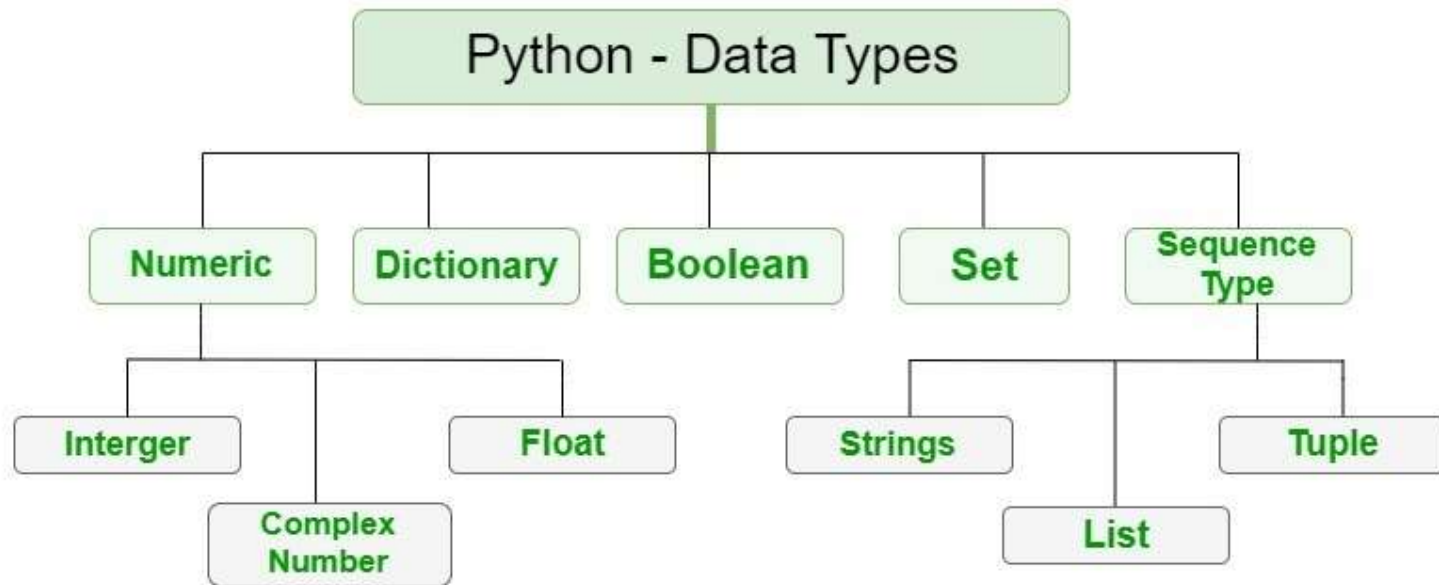 Python - Data Types
Numeric
Dictionary
Boolean
Set
Sequence
Type
Interger
Complex
Number
Float
Strings
List
Tuple